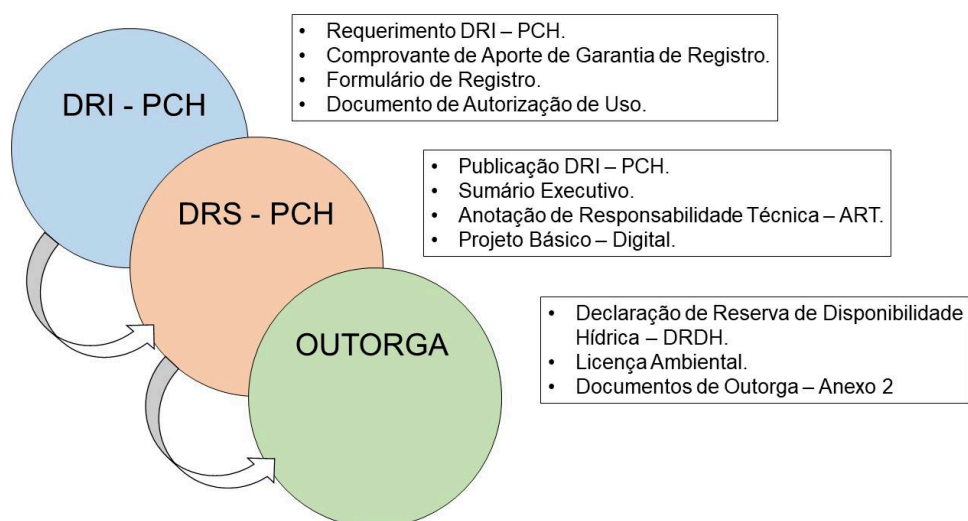 DRI - PCH
• Requerimento DRI – PCH.
• Comprovante de Aporte de Garantia de Registro.
• Formulário de Registro.
• Documento de Autorização de Uso.
DRS - PCH
• Publicação DRI – PCH.
• Sumário Executivo.
• Anotação de Responsabilidade Técnica – ART.
• Projeto Básico – Digital.
OUTORGA
• Declaração de Reserva de Disponibilidade
Hídrica – DRDH.
• Licença Ambiental.
• Documentos de Outorga – Anexo 2